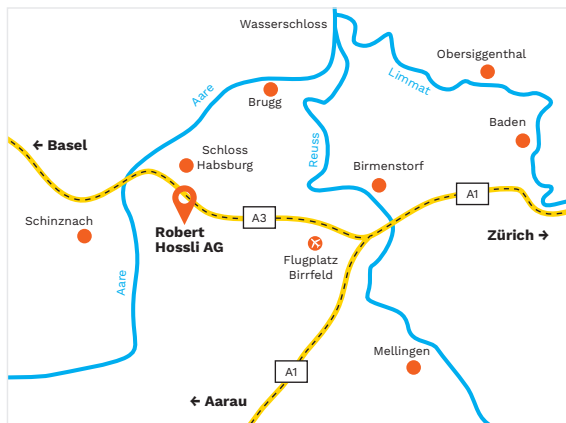 Wasserschloss
Obersiggenthal
Limmat
Aare
Brugg
Baden
← Basel
Schloss
Habsburg
Reuss
Birmenstorf
A1
A3
Schinznach
Robert
Hossli AG
Zürich →
Flugplatz
Birrfeld
Aare
Mellingen
A1
← Aarau